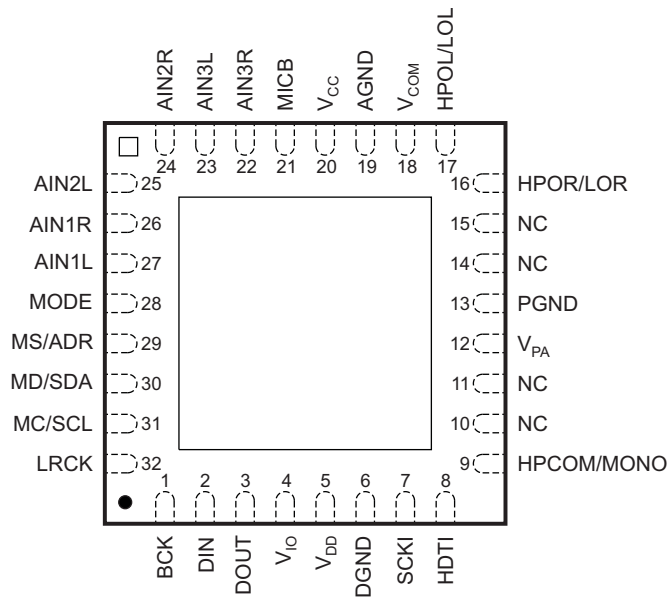 AIN2R
AIN3L
AIN3R
MICB
VCC
AGND
VCOM
HPOL/LOL
24 23 22 21 20 19 18 17
AIN2L 25 16 HPOR/LOR
AIN1R 26 15 NC
AIN1L 27 14 NC
MODE 28 13 PGND
MS/ADR 29 12 VPA
MD/SDA 30 11 NC
MC/SCL 31 10 NC
LRCK 32 9 HPCOM/MONO
1 2 3 4 5 6 7 8
BCK
DIN
DOUT
VIO
VDD
DGND
SCKI
HDTI